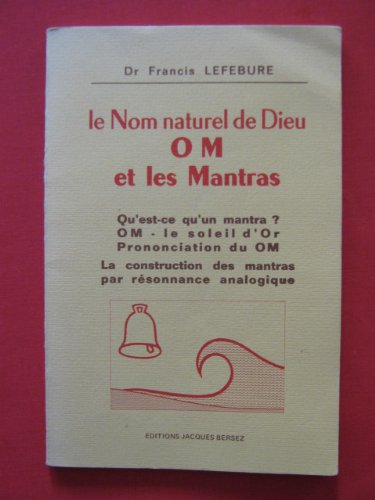 Dr Francis LEFEBURE
le Nom naturel de Dieu
OM
et les Mantras
Qu'est-ce qu'un mantra ?
OM - le soleil d'Or
Prononciation du OM
La construction des mantras
par résonnance analogique
EDITIONS JACQUES BERSEZ